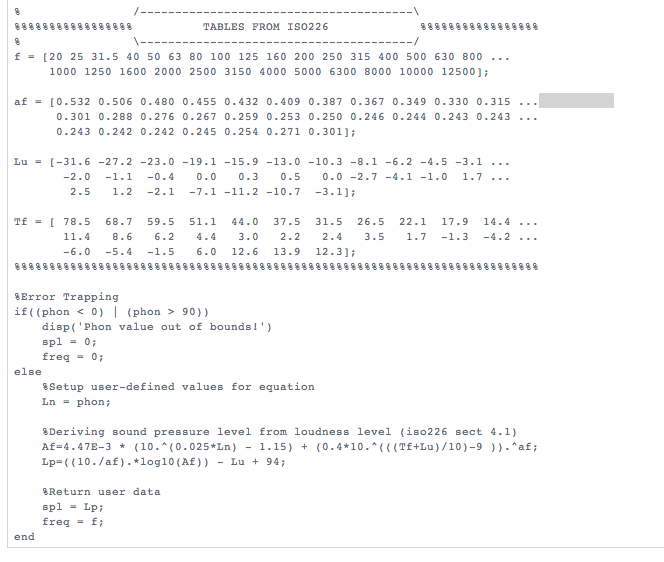 %                /---------------------------------------\
%%%%%%%%%%%%%%%%%          TABLES FROM ISO226             %%%%%%%%%%%%%%%%%
%                \---------------------------------------/
f = [20 25 31.5 40 50 63 80 100 125 160 200 250 315 400 500 630 800 ...
     1000 1250 1600 2000 2500 3150 4000 5000 6300 8000 10000 12500];

af = [0.532 0.506 0.480 0.455 0.432 0.409 0.387 0.367 0.349 0.330 0.315 ...
      0.301 0.288 0.276 0.267 0.259 0.253 0.250 0.246 0.244 0.243 0.243 ...
      0.243 0.242 0.242 0.245 0.254 0.271 0.301];

Lu = [-31.6 -27.2 -23.0 -19.1 -15.9 -13.0 -10.3 -8.1 -6.2 -4.5 -3.1 ...
       -2.0  -1.1  -0.4   0.0   0.3   0.5   0.0 -2.7 -4.1 -1.0  1.7 ...
        2.5   1.2  -2.1  -7.1 -11.2 -10.7  -3.1];

Tf = [ 78.5  68.7  59.5  51.1  44.0  37.5  31.5  26.5  22.1  17.9  14.4 ...
       11.4   8.6   6.2   4.4   3.0   2.2   2.4   3.5   1.7  -1.3  -4.2 ...
       -6.0  -5.4  -1.5   6.0  12.6  13.9  12.3];
%%%%%%%%%%%%%%%%%%%%%%%%%%%%%%%%%%%%%%%%%%%%%%%%%%%%%%%%%%%%%%%%%%%%%%%%%%%

%Error Trapping
if((phon < 0) | (phon > 90))
    disp('Phon value out of bounds!')
    spl = 0;
    freq = 0;
else
    %Setup user-defined values for equation
    Ln = phon;

    %Deriving sound pressure level from loudness level (iso226 sect 4.1)
    Af=4.47E-3 * (10.^(0.025*Ln) - 1.15) + (0.4*10.^(((Tf+Lu)/10)-9 )).^af;
    Lp=((10./af).*log10(Af)) - Lu + 94;

    %Return user data
    spl = Lp;
    freq = f;
end